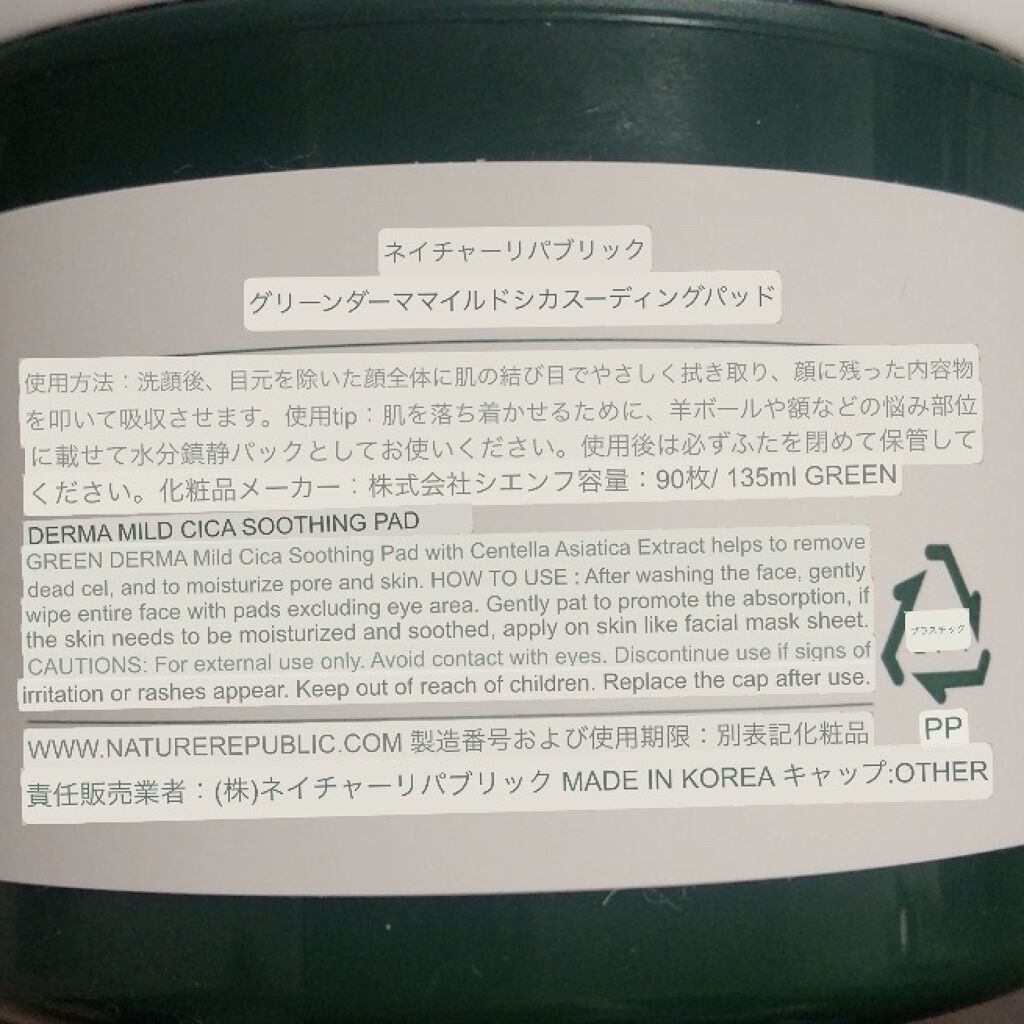 ネイチャーリパブリック
グリーンダーママイルドシカスーディングパッド
使用方法：洗顔後、目元を除いた顔全体に肌の結び目でやさしく拭き取り、顔に残った内容物
を叩いて吸収させます。使用tip：肌を落ち着かせるために、羊ボールや額などの悩み部位
に載せて水分鎮静パックとしてお使いください。使用後は必ずふたを閉めて保管して
ください。化粧品メーカー：株式会社シエンフ容量：90枚/ 135ml GREEN
DERMA MILD CICA SOOTHING PAD
GREEN DERMA Mild Cica Soothing Pad with Centella Asiatica Extract helps to remove
dead cel, and to moisturize pore and skin. HOW TO USE : After washing the face, gently
wipe entire face with pads excluding eye area. Gently pat to promote the absorption, if
the skin needs to be moisturized and soothed, apply on skin like facial mask sheet.
CAUTIONS: For external use only. Avoid contact with eyes. Discontinue use if signs of
irritation or rashes appear. Keep out of reach of children. Replace the cap after use.
プラスチック
PP
WWW.NATUREREPUBLIC.COM 製造番号および使用期限：別表記化粧品
責任販売業者：(株)ネイチャーリパブリック MADE IN KOREA キャップ:OTHER